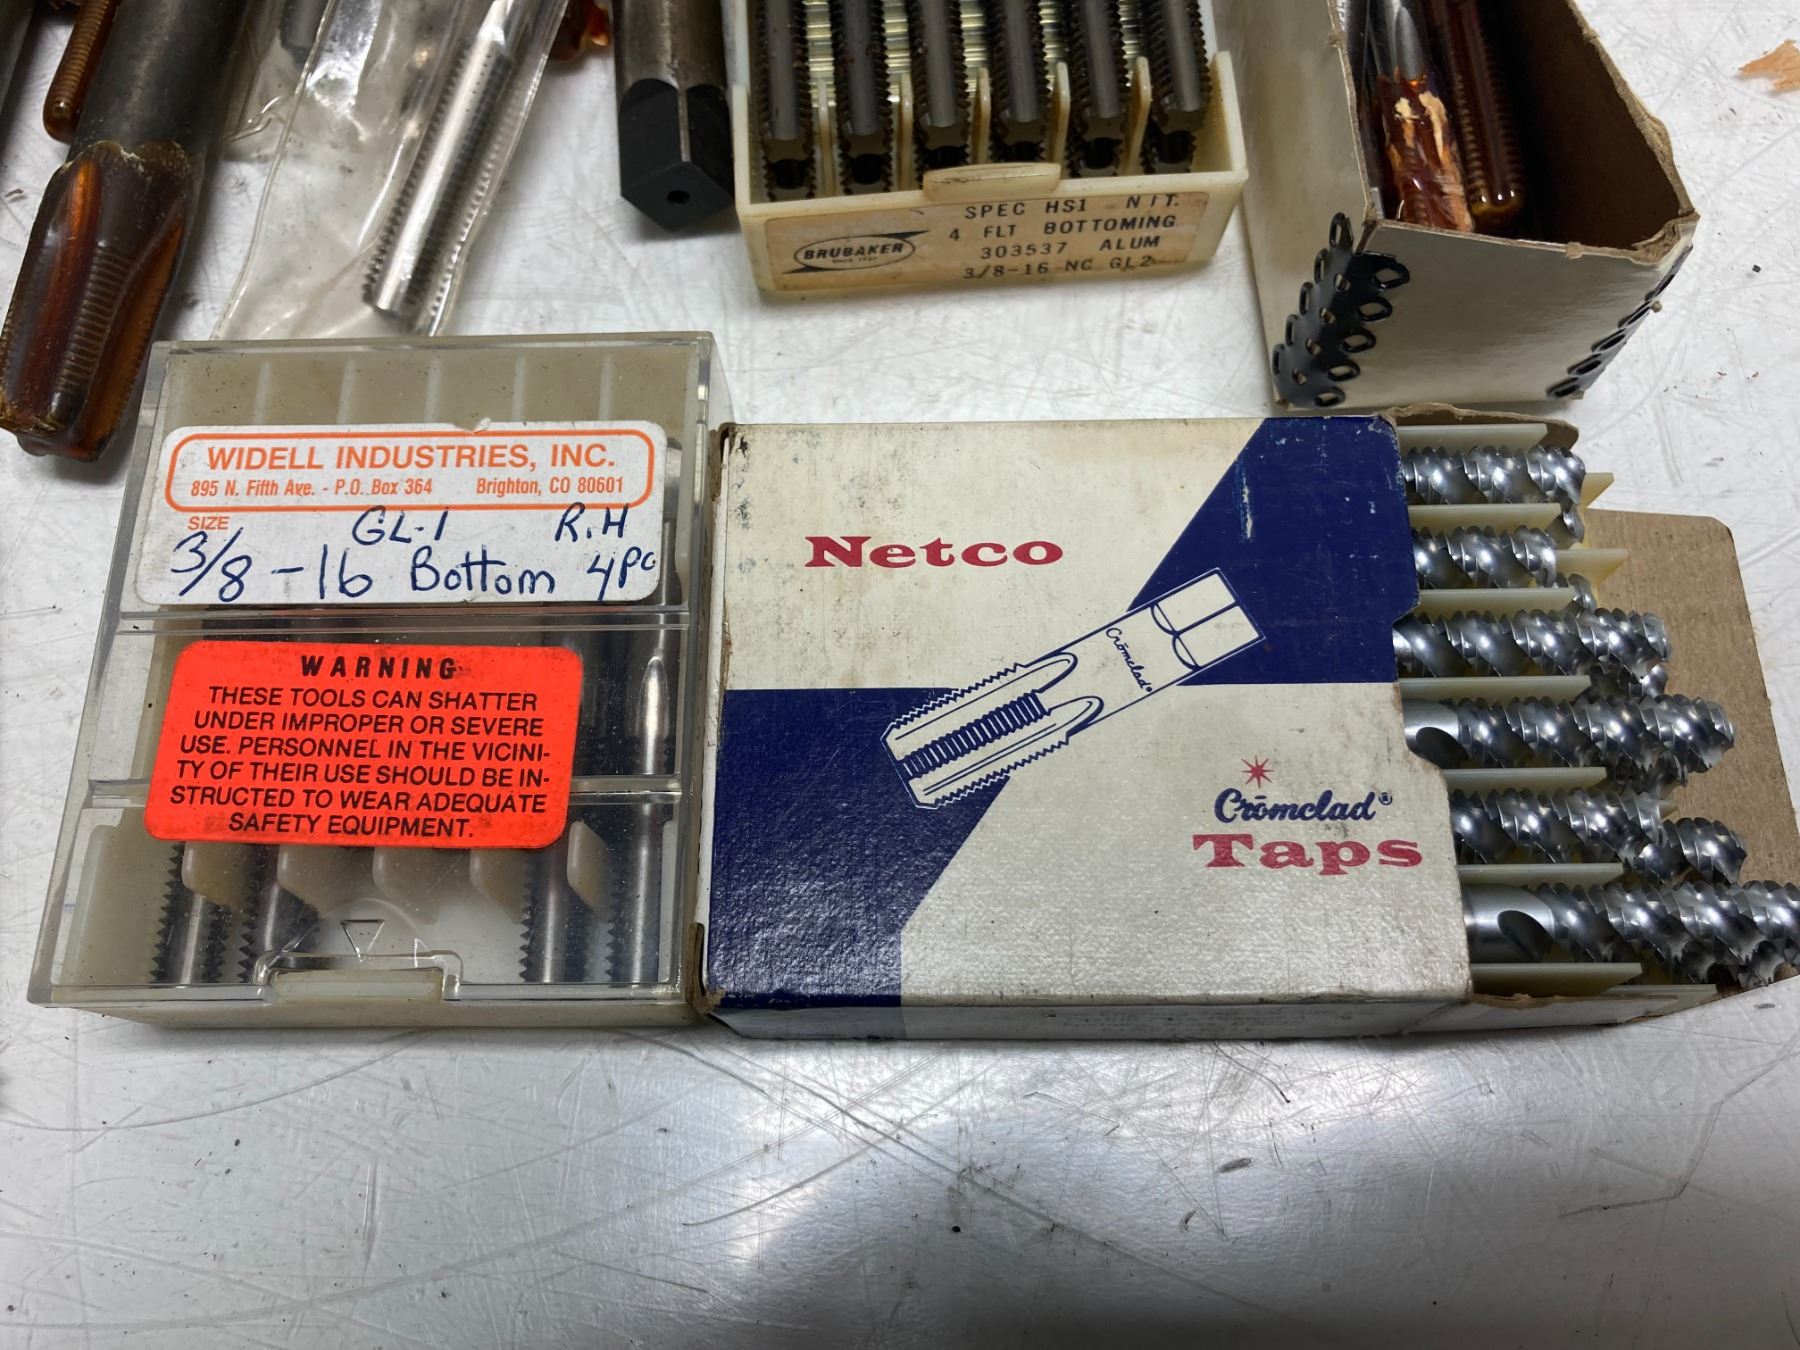 BRUBAKER
SPEC HS1 NIT.
4 FLT BOTTOMING
303537 ALUM
3/8-16 NC GL2
WIDELL INDUSTRIES, INC.
895 N. Fifth Ave. - P.O. Box 364 Brighton, CO 80601
SIZE GL-1 R.H
3/8-16 Bottom 4pc
WARNING
THESE TOOLS CAN SHATTER
UNDER IMPROPER OR SEVERE
USE. PERSONNEL IN THE VICINI-
TY OF THEIR USE SHOULD BE IN-
STRUCTED TO WEAR ADEQUATE
SAFETY EQUIPMENT.
Netco
Crōmclad®
Crōmclad®
Taps